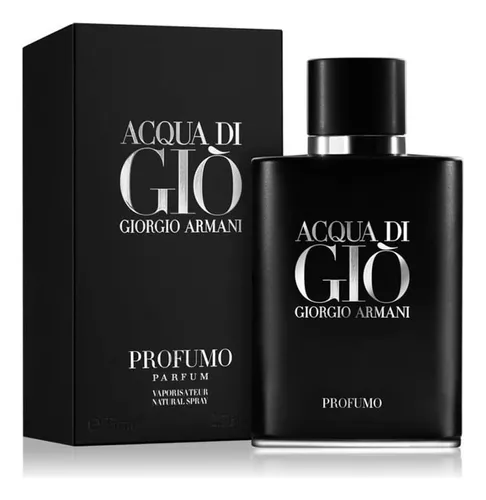 ACQUA DI
GIÒ
GIORGIO ARMANI
PROFUMO
PARFUM
VAPORISATEUR
NATURAL SPRAY
ACQUA DI
GIÒ
GIORGIO ARMANI
PROFUMO